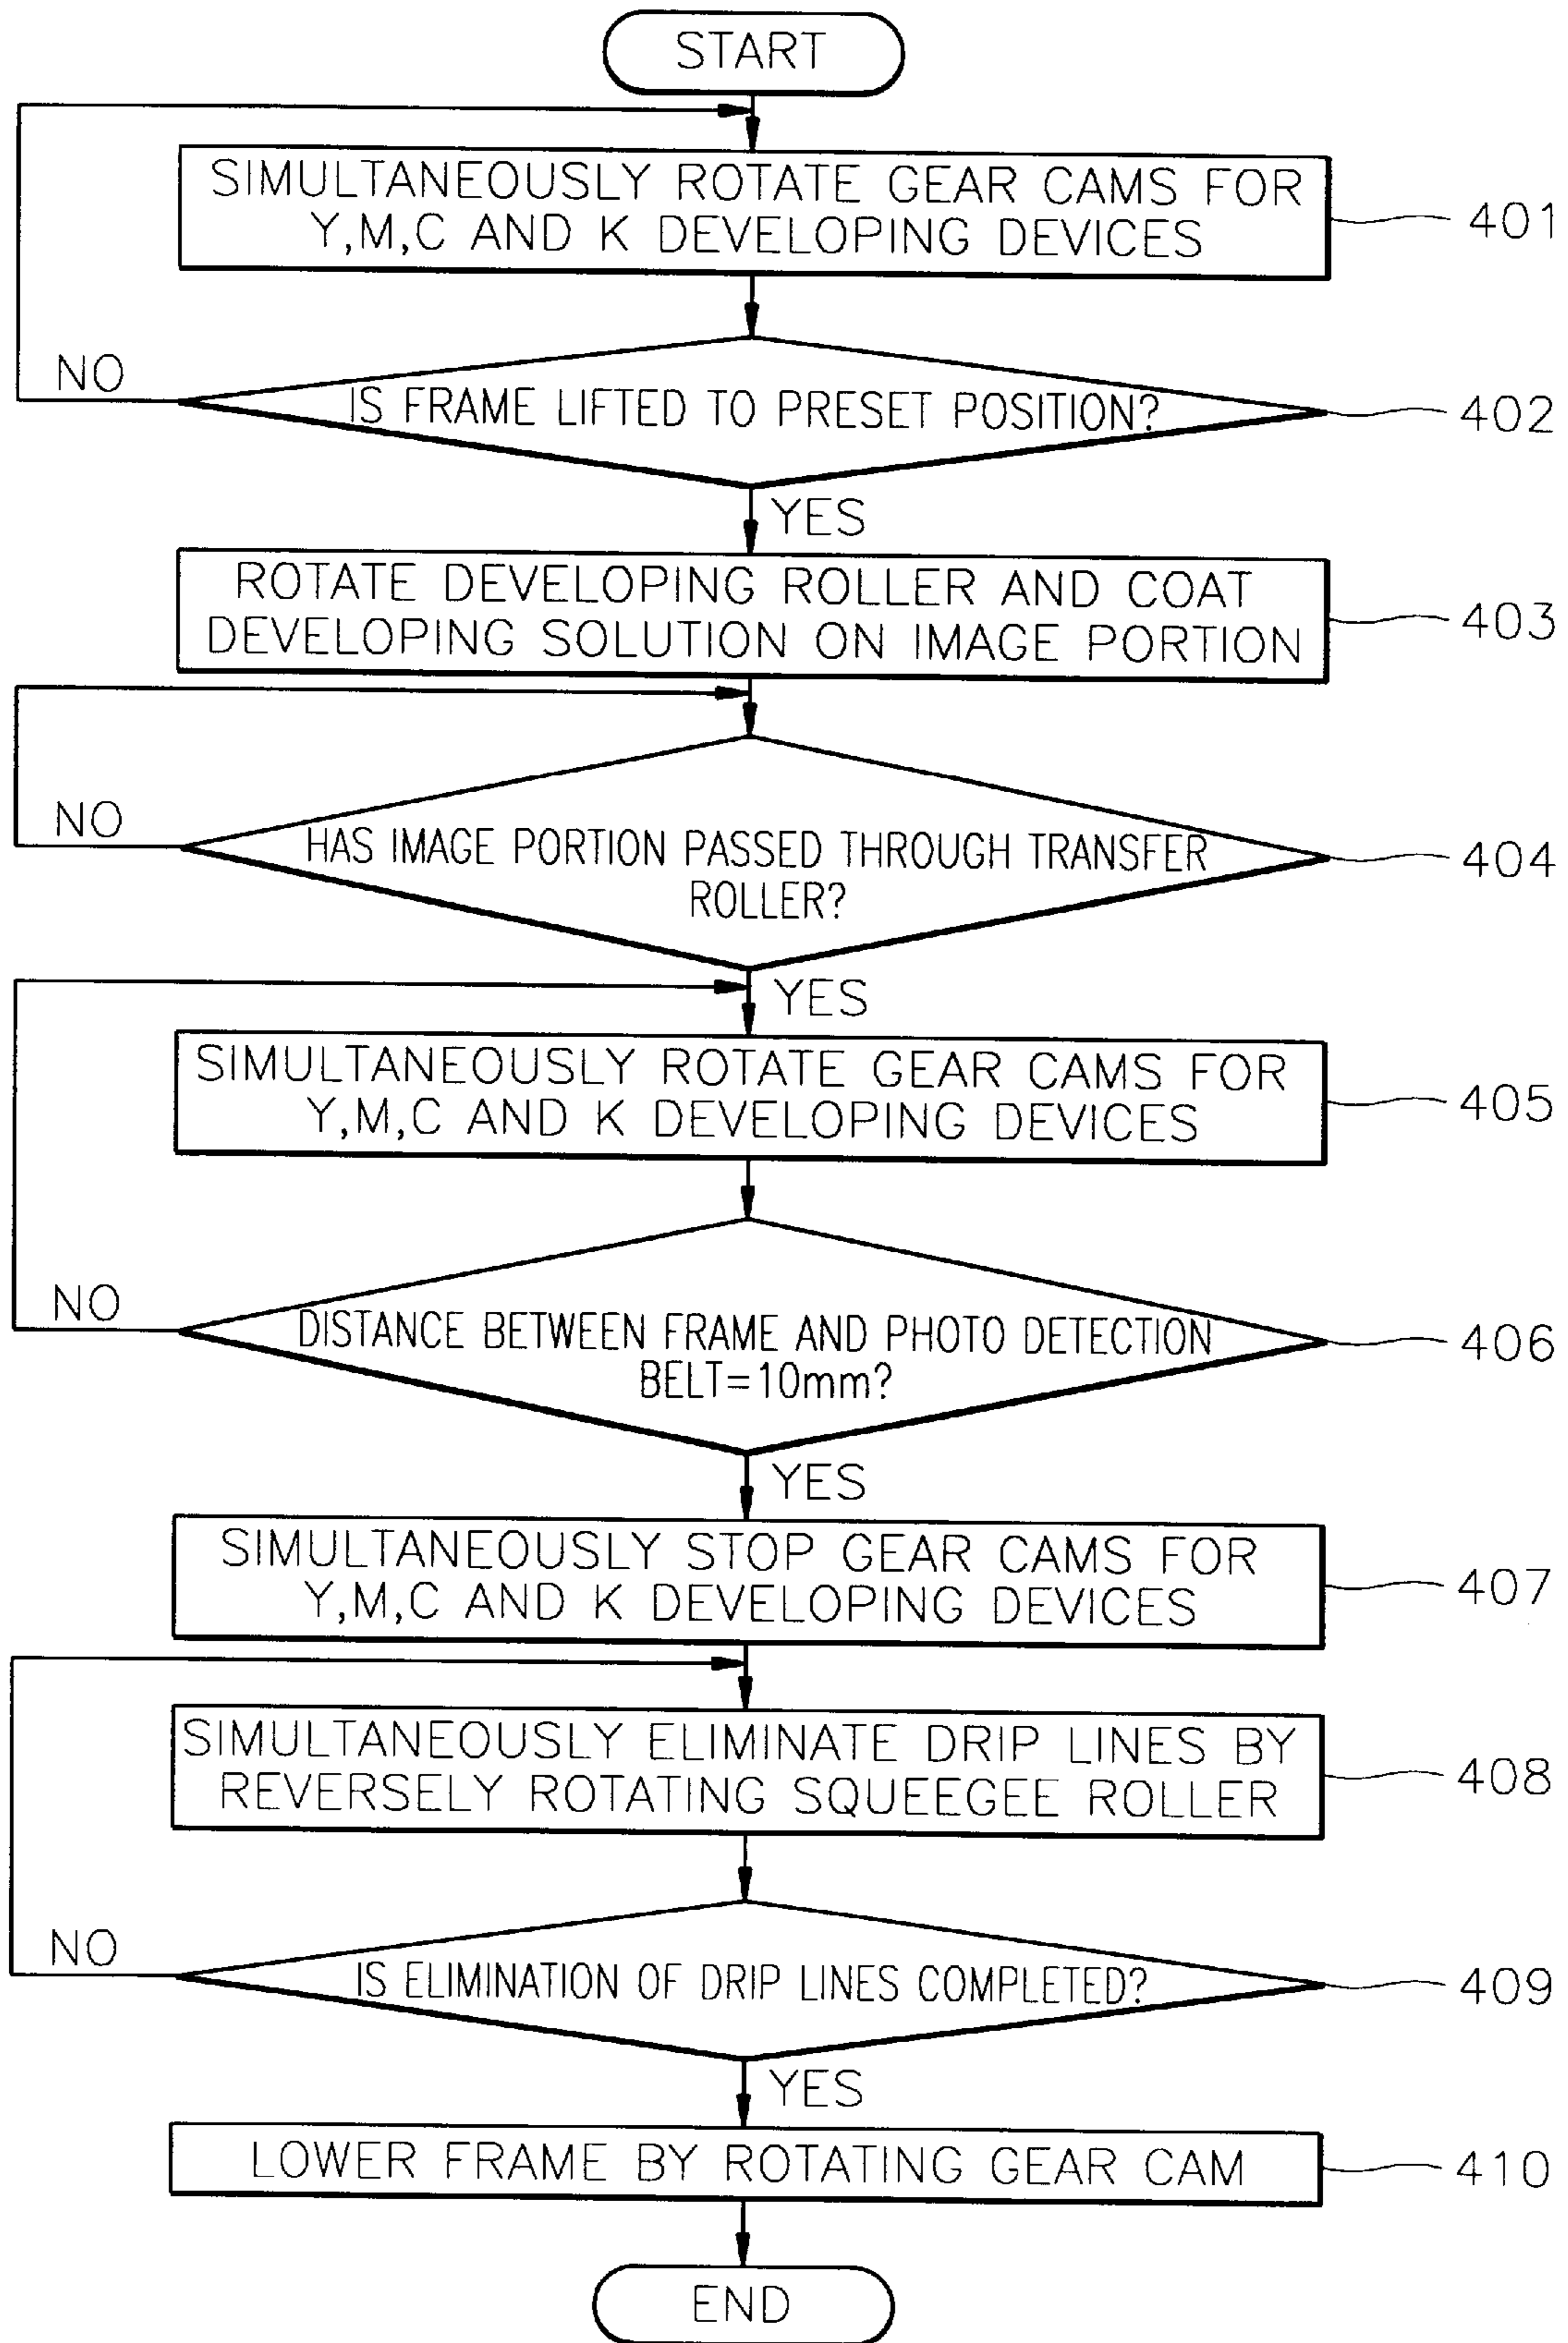 START
SIMULTANEOUSLY ROTATE GEAR CAMS FOR
Y,M,C AND K DEVELOPING DEVICES
401
NO
IS FRAME LIFTED TO PRESET POSITION?
402
YES
ROTATE DEVELOPING ROLLER AND COAT
DEVELOPING SOLUTION ON IMAGE PORTION
403
NO
HAS IMAGE PORTION PASSED THROUGH TRANSFER
ROLLER?
404
YES
SIMULTANEOUSLY ROTATE GEAR CAMS FOR
Y,M,C AND K DEVELOPING DEVICES
405
NO
DISTANCE BETWEEN FRAME AND PHOTO DETECTION
BELT=10mm?
406
YES
SIMULTANEOUSLY STOP GEAR CAMS FOR
Y,M,C AND K DEVELOPING DEVICES
407
SIMULTANEOUSLY ELIMINATE DRIP LINES BY
REVERSELY ROTATING SQUEEGEE ROLLER
408
NO
IS ELIMINATION OF DRIP LINES COMPLETED?
409
YES
LOWER FRAME BY ROTATING GEAR CAM
410
END